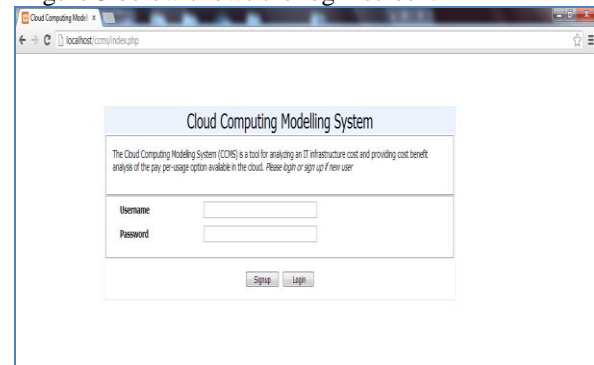 Cloud Computing Model x
localhost/ccms/index.php
Cloud Computing Modelling System
The Cloud Computing Modeling System (CCMS) is a tool for analyzing an IT infrastructure cost and providing cost benefit
analysis of the pay per-usage option available in the cloud. Please login or sign up if new user
Username
Password
Signup Login